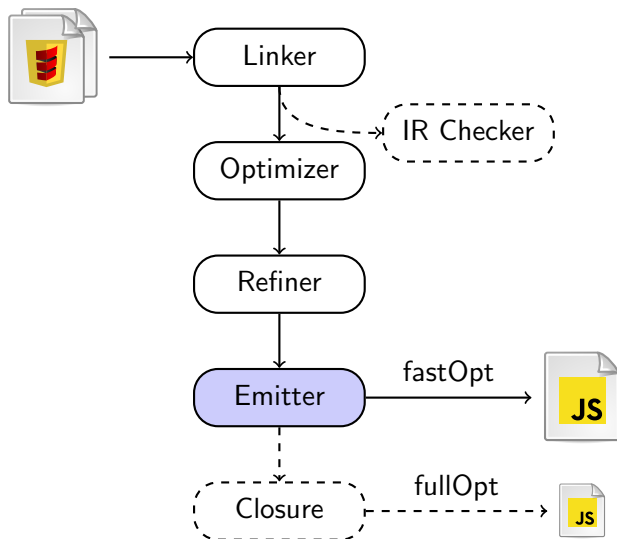 Linker
IR Checker
Optimizer
Refiner
Emitter
fastOpt
JS
Closure
fullOpt
JS